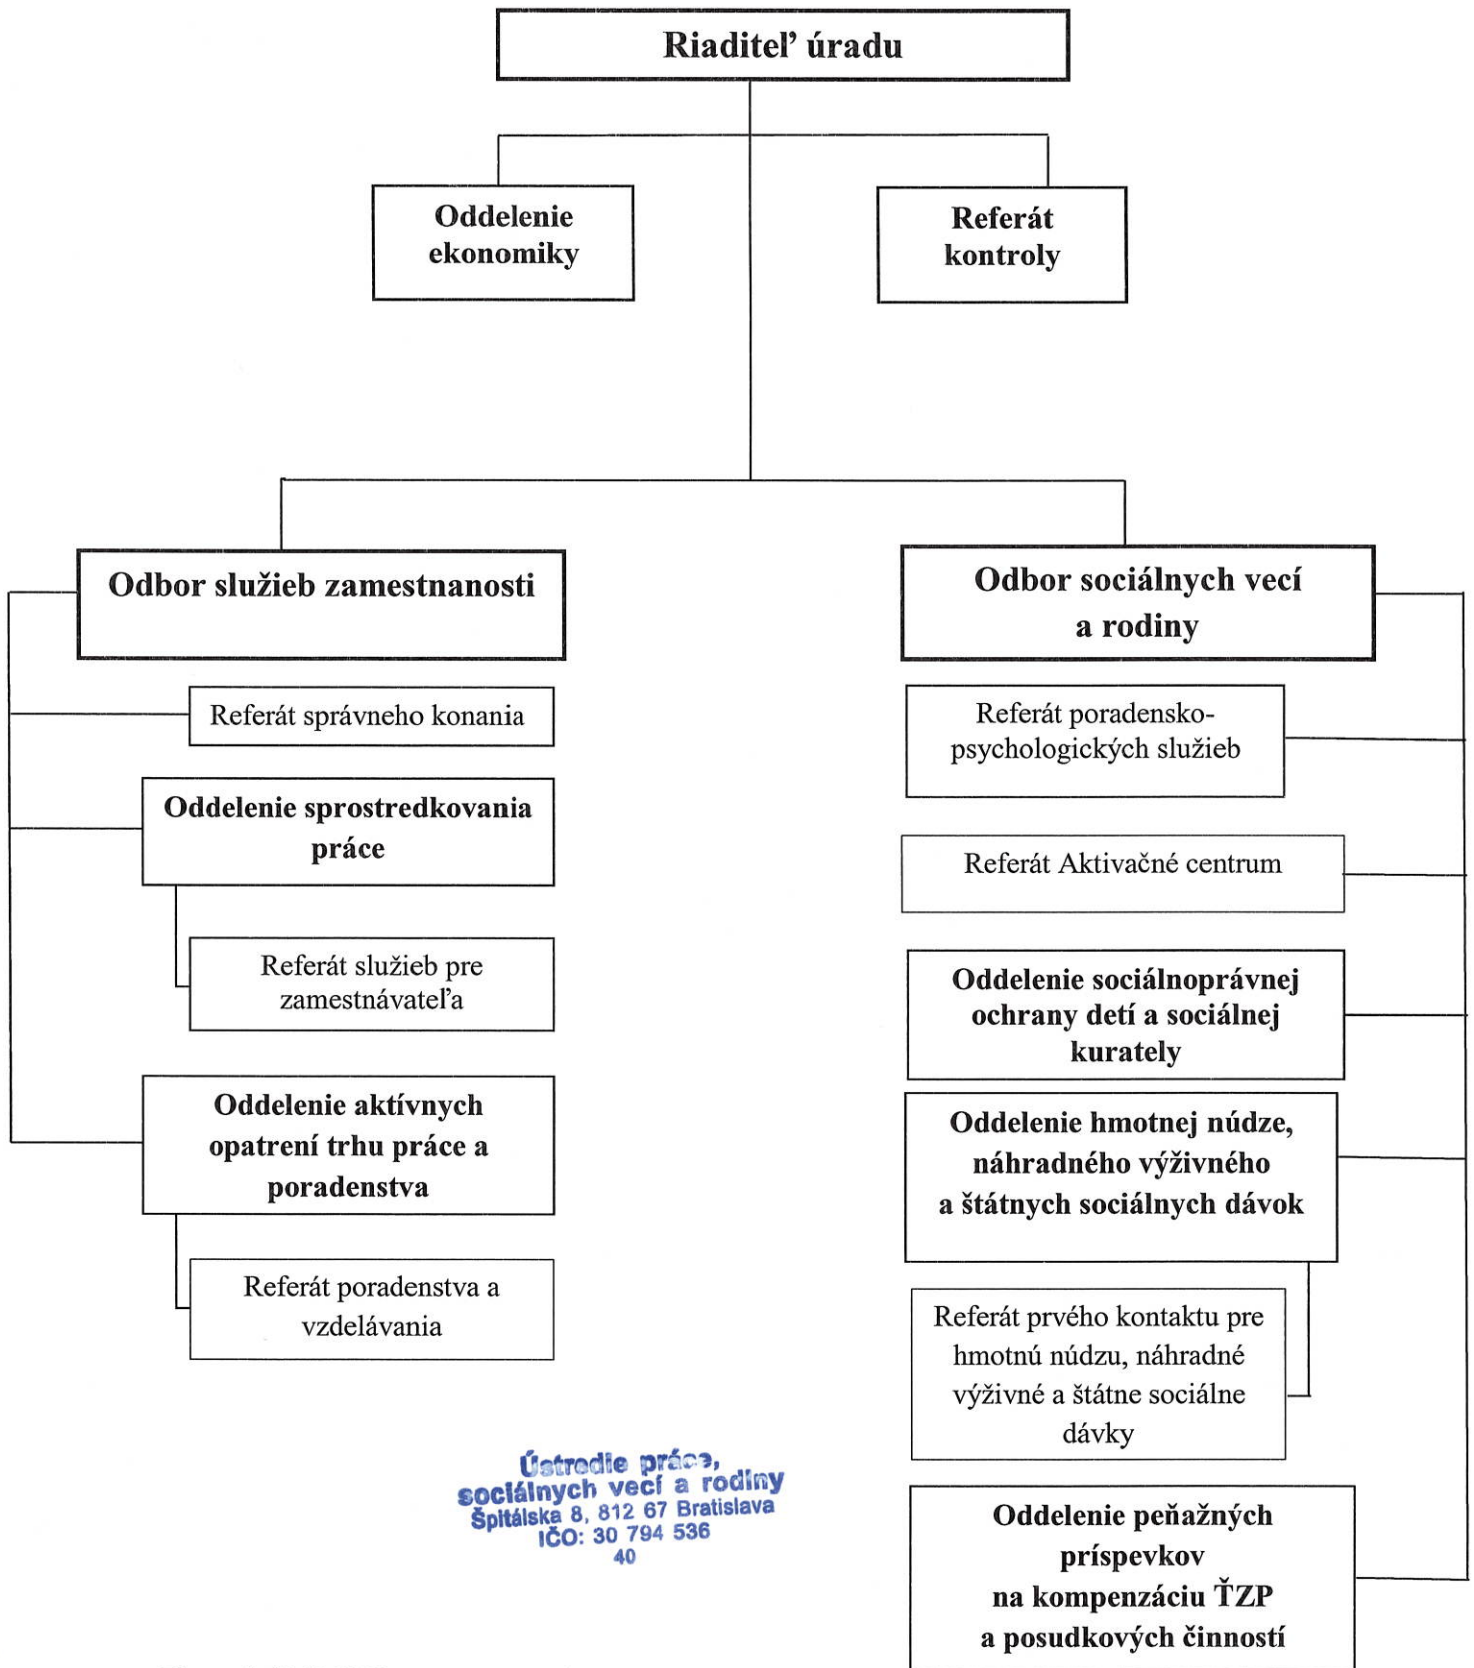 Riaditeľ úradu
Oddelenie
ekonomiky
Referát
kontroly
Odbor služieb zamestnanosti
Referát správneho konania
Oddelenie sprostredkovania
práce
Referát služieb pre
zamestnávateľa
Oddelenie aktívnych
opatrení trhu práce a
poradenstva
Referát poradenstva a
vzdelávania
Odbor sociálnych vecí
a rodiny
Referát poradensko-
psychologických služieb
Referát Aktivačné centrum
Oddelenie sociálnoprávnej
ochrany detí a sociálnej
kurately
Oddelenie hmotnej núdze,
náhradného výživného
a štátnych sociálnych dávok
Referát prvého kontaktu pre
hmotnú núdzu, náhradné
výživné a štátne sociálne
dávky
Oddelenie peňažných
príspevkov
na kompenzáciu ŤZP
a posudkových činností
Ústredie práce,
sociálnych vecí a rodiny
Špitálska 8, 812 67 Bratislava
IČO: 30 794 536
40